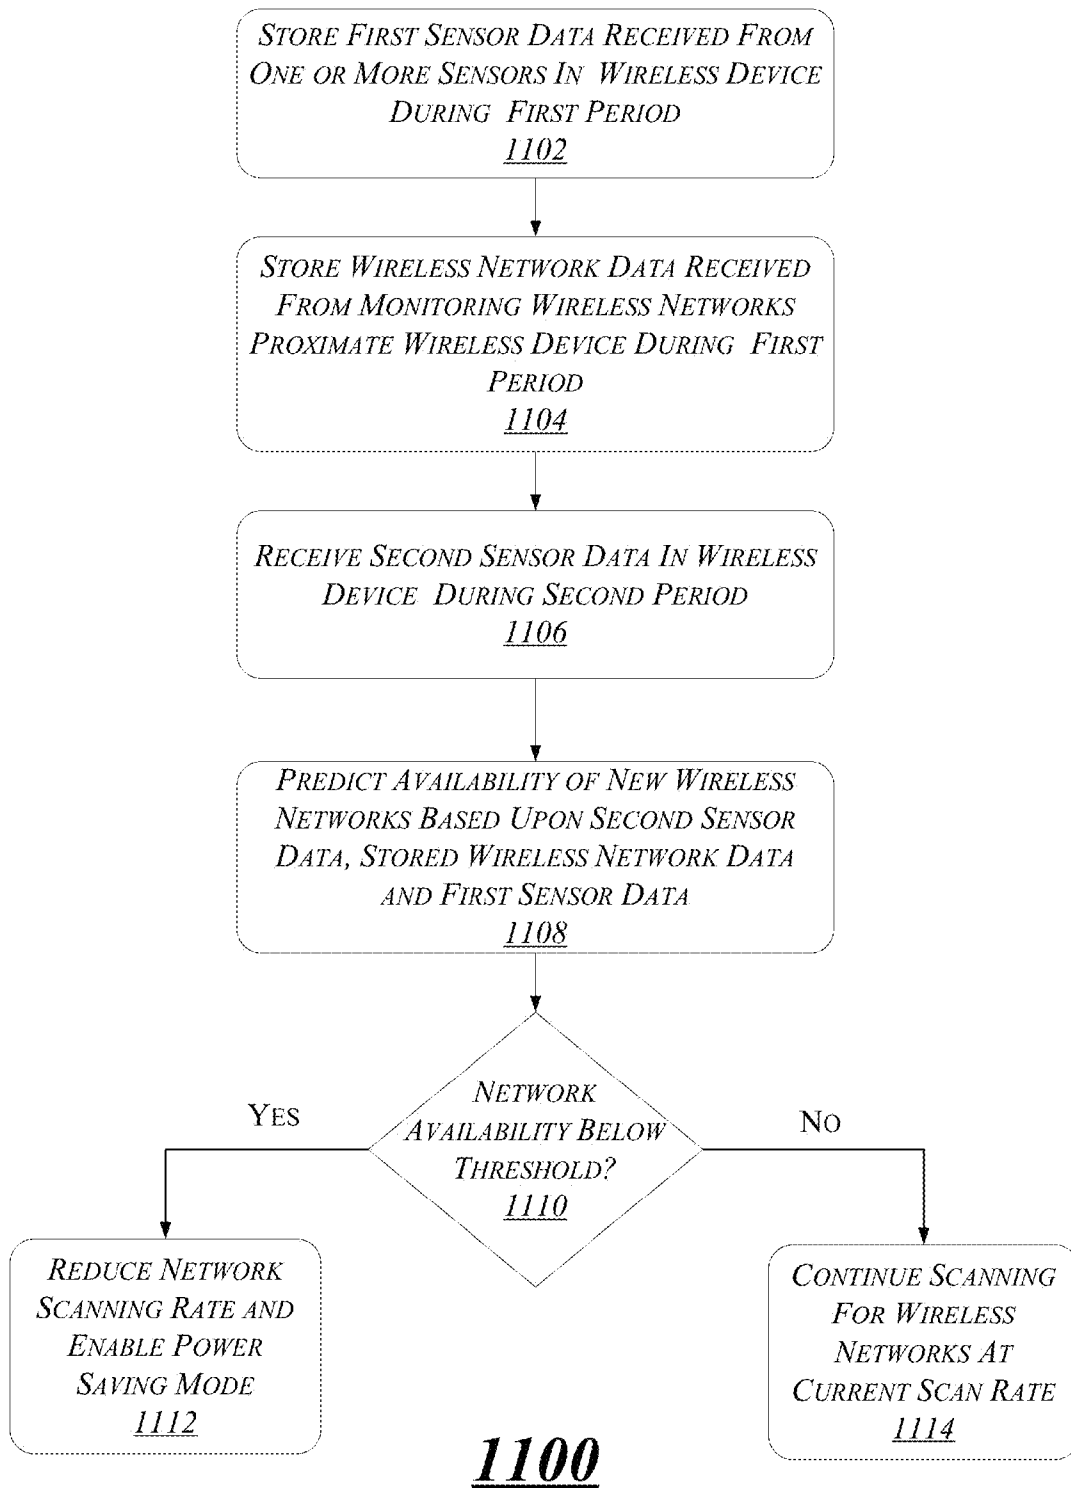 STORE FIRST SENSOR DATA RECEIVED FROM
ONE OR MORE SENSORS IN WIRELESS DEVICE
DURING FIRST PERIOD
1102
STORE WIRELESS NETWORK DATA RECEIVED
FROM MONITORING WIRELESS NETWORKS
PROXIMATE WIRELESS DEVICE DURING FIRST
PERIOD
1104
RECEIVE SECOND SENSOR DATA IN WIRELESS
DEVICE DURING SECOND PERIOD
1106
PREDICT AVAILABILITY OF NEW WIRELESS
NETWORKS BASED UPON SECOND SENSOR
DATA, STORED WIRELESS NETWORK DATA
AND FIRST SENSOR DATA
1108
NETWORK
AVAILABILITY BELOW
THRESHOLD?
1110
YES
NO
REDUCE NETWORK
SCANNING RATE AND
ENABLE POWER
SAVING MODE
1112
CONTINUE SCANNING
FOR WIRELESS
NETWORKS AT
CURRENT SCAN RATE
1114
1100